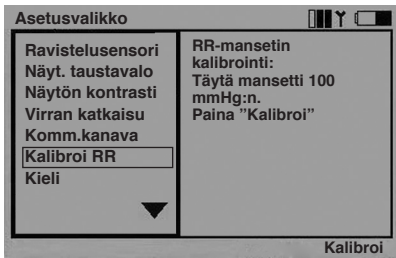 Asetusvalikko
Ravistelusensori
Näyt. taustavalo
Näytön kontrasti
Virran katkaisu
Komm.kanava
Kalibroi RR
Kieli
RR-mansetin
kalibrointi:
Täytä mansetti 100
mmHg:n.
Paina ”Kalibroi”
Kalibroi